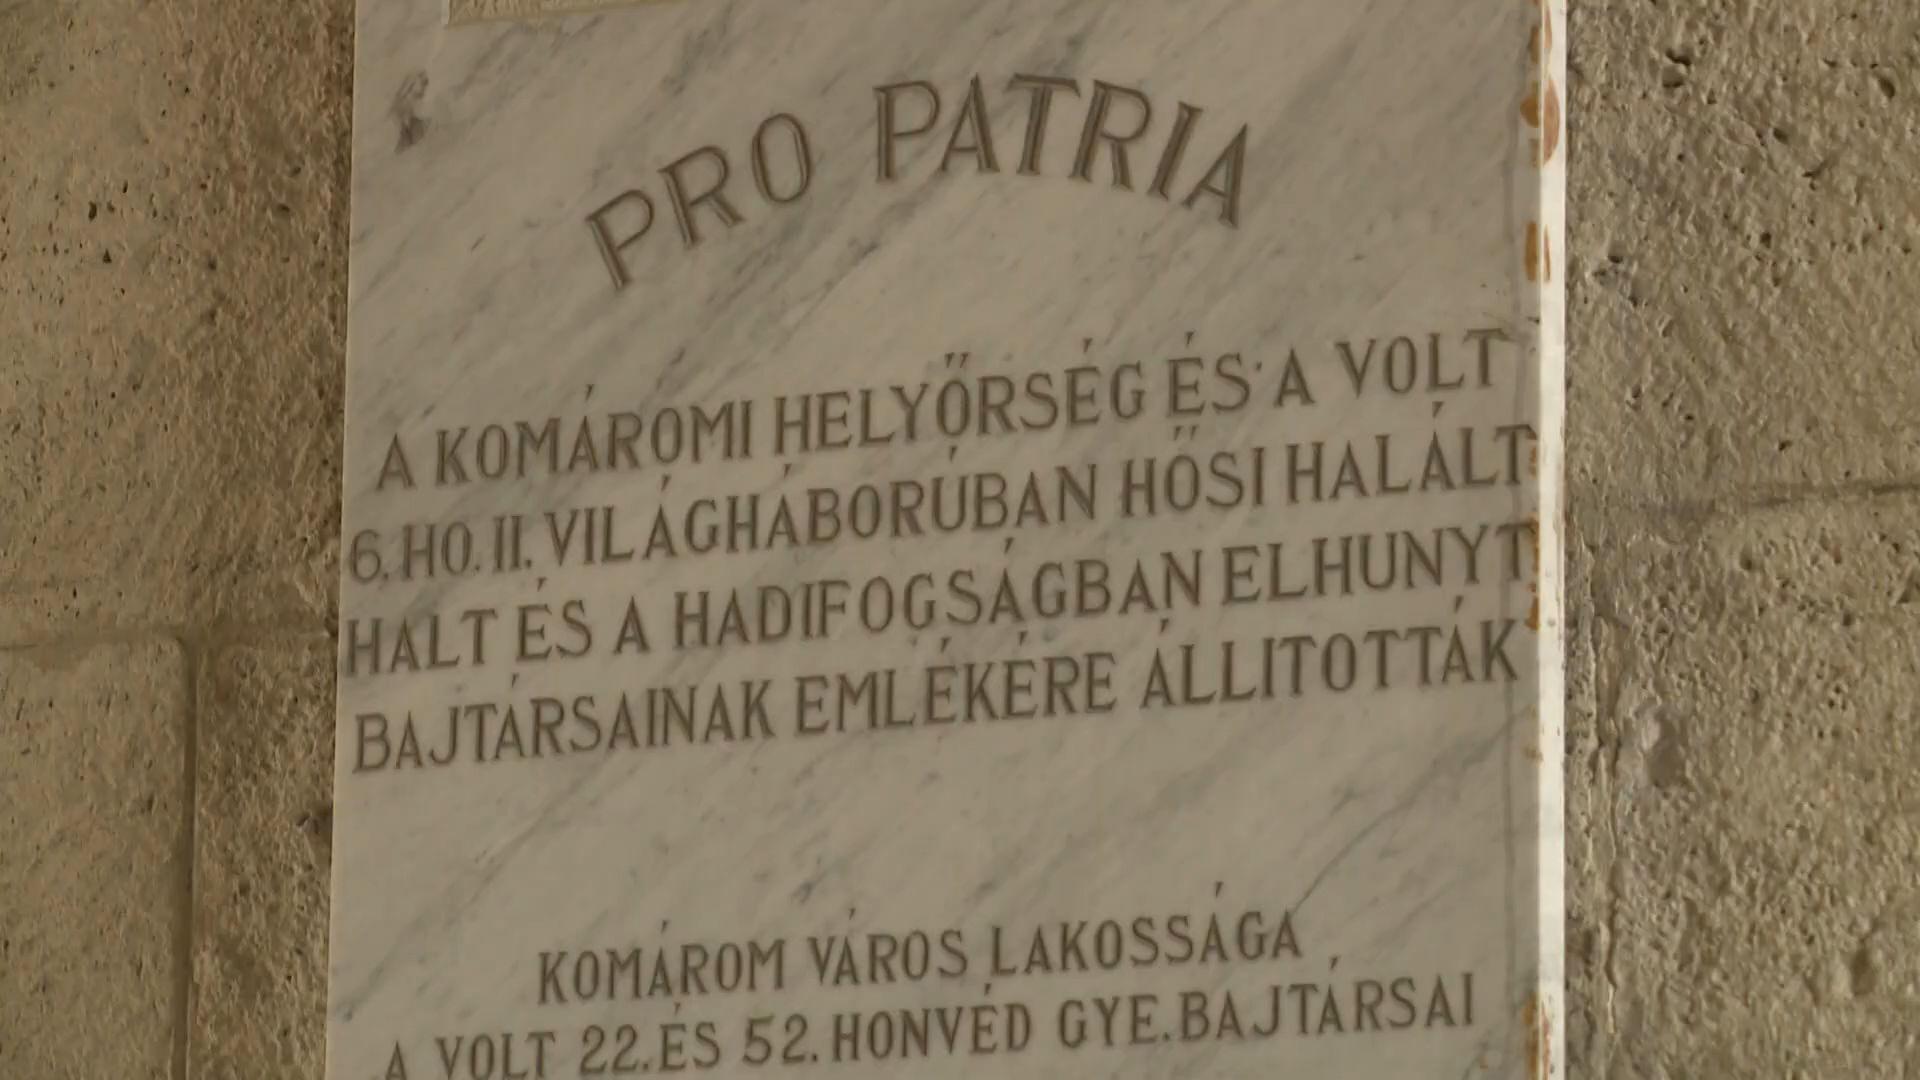 PRO PATRIA
A KOMÁROMI HELYŐRSÉG ÉS A VOLT
6. HO. II. VILÁGHÁBORÚBAN HŐSI HALÁLT
HALT ÉS A HADIFOGSÁGBAN ELHUNYT
BAJTÁRSAINAK EMLÉKÉRE ÁLLITOTTÁK
KOMÁROM VÁROS LAKOSSÁGA,
A VOLT 22. ÉS 52. HONVÉD GYE. BAJTÁRSAI